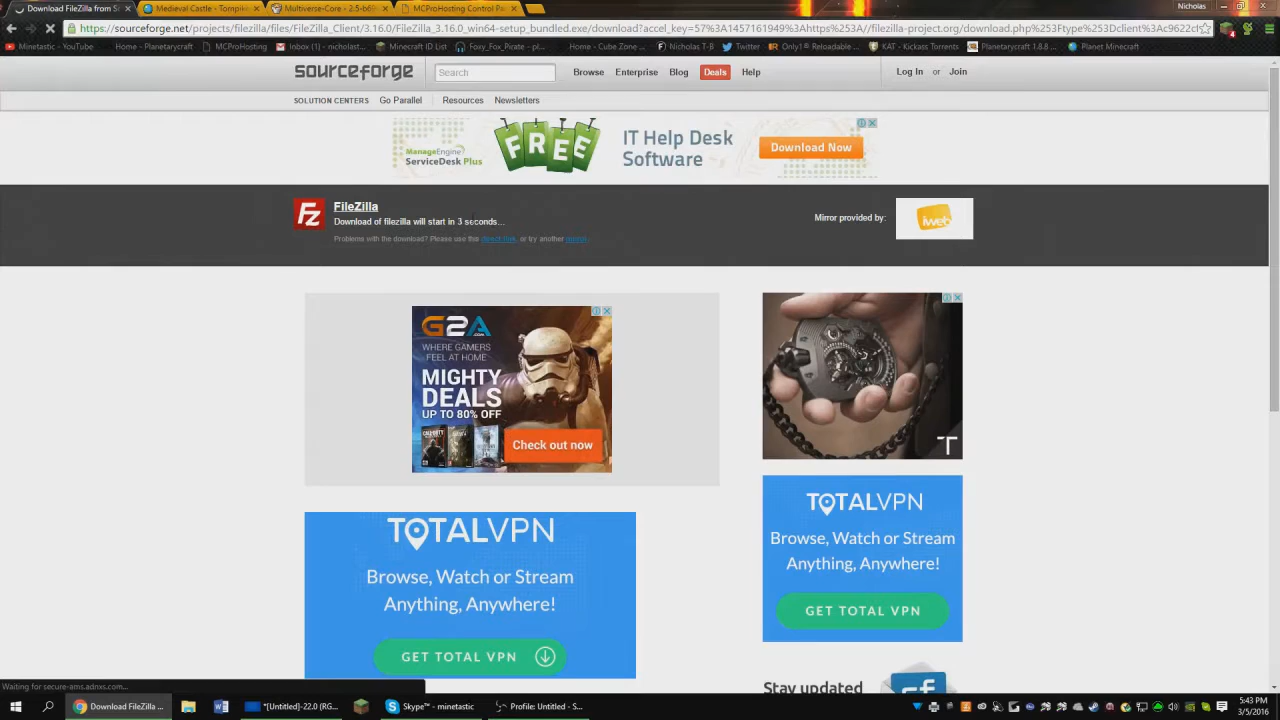 Download FileZilla from S
Medieval Castle - Tornpik
Multiverse-Core - 2.5-b6
MCProHosting Control Pa
Nicholas
https://sourceforge.net/projects/filezilla/files/FileZilla_Client/3.16.0/FileZilla_3.16.0_win64-setup_bundled.exe/download?accel_key=57%3A1457161949%3Ahttps%253A//filezilla-project.org/download.php%253Ftype%253Dclient%3Ac9622cf
Minetastic - YouTube
Home - Planetarycraft
MCProHosting
Inbox (1) - nicholast...
Minecraft ID List
Foxy_Fox_Pirate - pl...
Home - Cube Zone
Nicholas T-B
Twitter
Only1® Reloadable ...
KAT - Kickass Torrents
Planetarycraft 1.8.8
Planet Minecraft
sourceforge
Search
Browse Enterprise Blog Deals Help
Log In or Join
SOLUTION CENTERS Go Parallel Resources Newsletters
ManageEngine
ServiceDesk Plus
FREE
IT Help Desk
Software
Download Now
FZ
FileZilla
Download of filezilla will start in 3 seconds...
Problems with the download? Please use this direct link, or try another mirror.
Mirror provided by:
iweb
G2A.COM
WHERE GAMERS
FEEL AT HOME
MIGHTY
DEALS
UP TO 80% OFF
Check out now
T
TOTALVPN
Browse, Watch or Stream
Anything, Anywhere!
GET TOTAL VPN
TOTALVPN
Browse, Watch or Stream
Anything, Anywhere!
GET TOTAL VPN
Stay updated
sf
Waiting for secure-ams.adnxs.com...
Download FileZilla ...
*[Untitled]-22.0 (RG...
Skype™ - minetastic
Profile: Untitled - S...
5:43 PM
3/5/2016